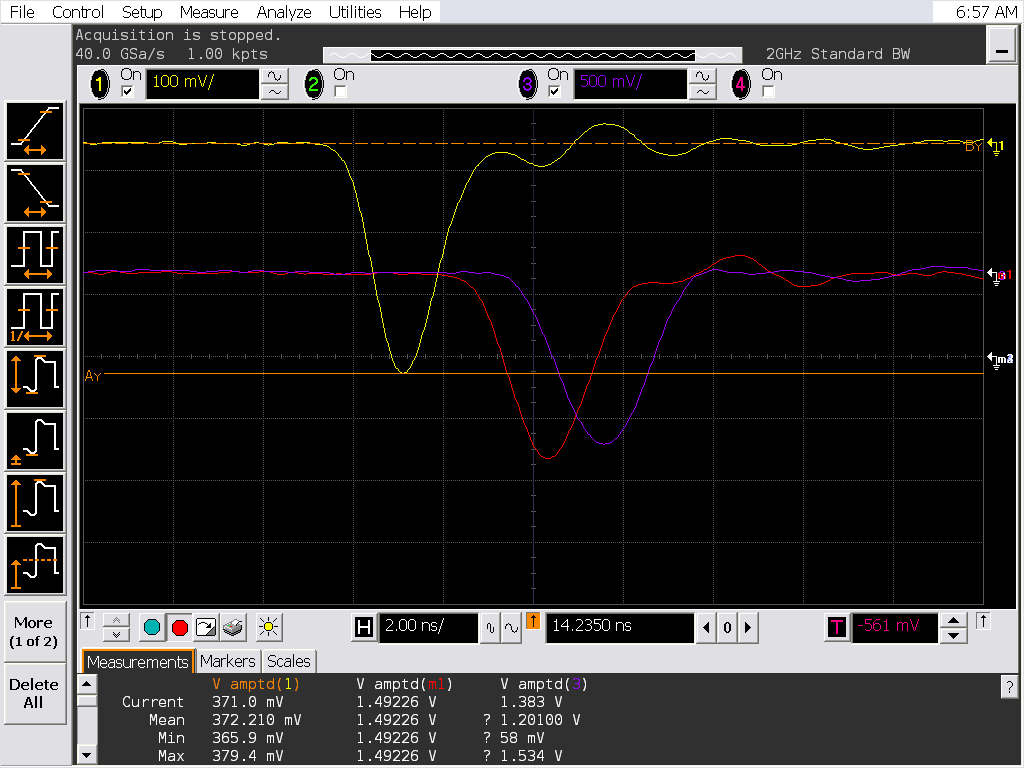 File Control Setup Measure Analyze Utilities Help 6:57 AM
Acquisition is stopped.
40.0 GSa/s 1.00 kpts 2GHz Standard BW
1 On 100 mV/ 2 On 3 On 500 mV/ 4 On
BY 1
m1
AY
1/
More
(1 of 2)
Delete
All
H 2.00 ns/ 14.2350 ns 0 T -561 mV
Measurements Markers Scales
V amptd(1) V amptd(m1) V amptd(3) ?
Current 371.0 mV 1.49226 V 1.383 V
Mean 372.210 mV 1.49226 V ? 1.20100 V
Min 365.9 mV 1.49226 V ? 58 mV
Max 379.4 mV 1.49226 V ? 1.534 V